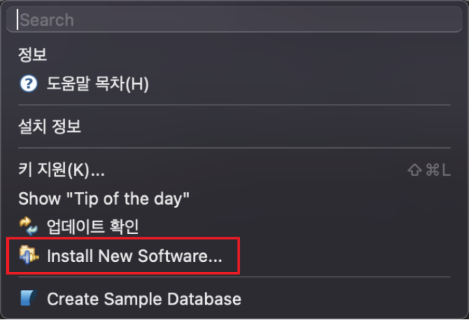 Search
정보
도움말 목차(H)
설치 정보
키 지원(K)... ⇧⌘L
Show "Tip of the day"
업데이트 확인
Install New Software...
Create Sample Database